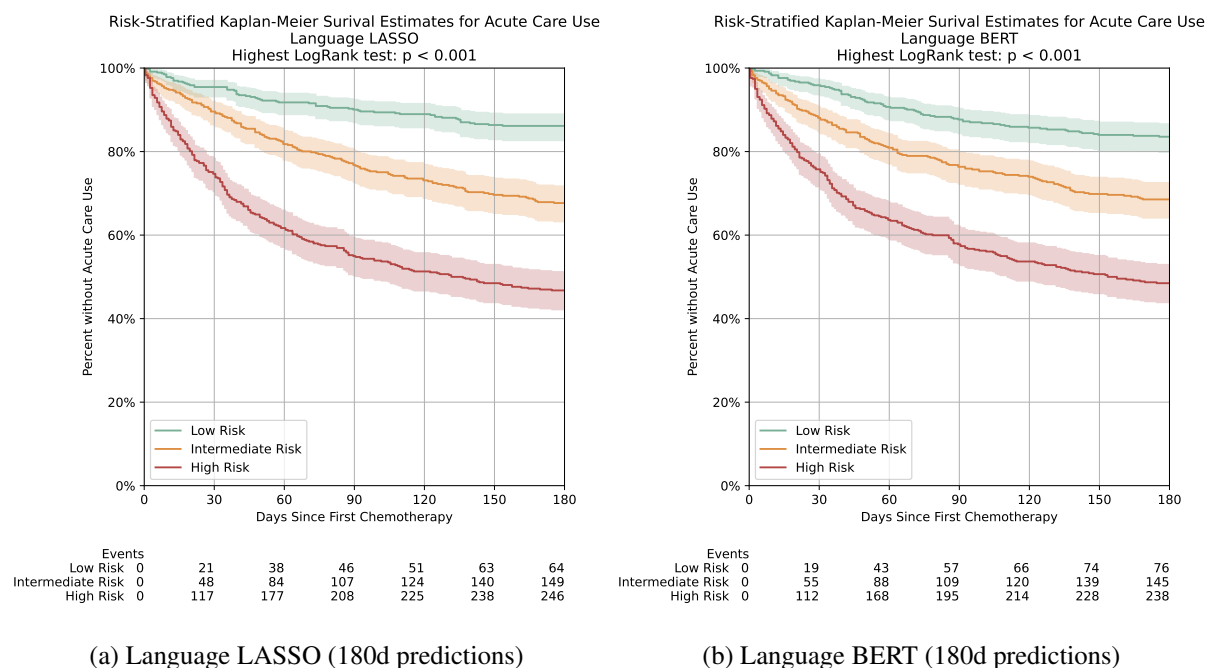 Risk-Stratified Kaplan-Meier Surival Estimates for Acute Care Use
Language LASSO
Highest LogRank test: p < 0.001
100%
80%
60%
40%
20%
0%
Percent without Acute Care Use
Low Risk
Intermediate Risk
High Risk
0 30 60 90 120 150 180
Days Since First Chemotherapy
Events
Low Risk 0 21 38 46 51 63 64
Intermediate Risk 0 48 84 107 124 140 149
High Risk 0 117 177 208 225 238 246
(a) Language LASSO (180d predictions)
Risk-Stratified Kaplan-Meier Surival Estimates for Acute Care Use
Language BERT
Highest LogRank test: p < 0.001
100%
80%
60%
40%
20%
0%
Percent without Acute Care Use
Low Risk
Intermediate Risk
High Risk
0 30 60 90 120 150 180
Days Since First Chemotherapy
Events
Low Risk 0 19 43 57 66 74 76
Intermediate Risk 0 55 88 109 120 139 145
High Risk 0 112 168 195 214 228 238
(b) Language BERT (180d predictions)